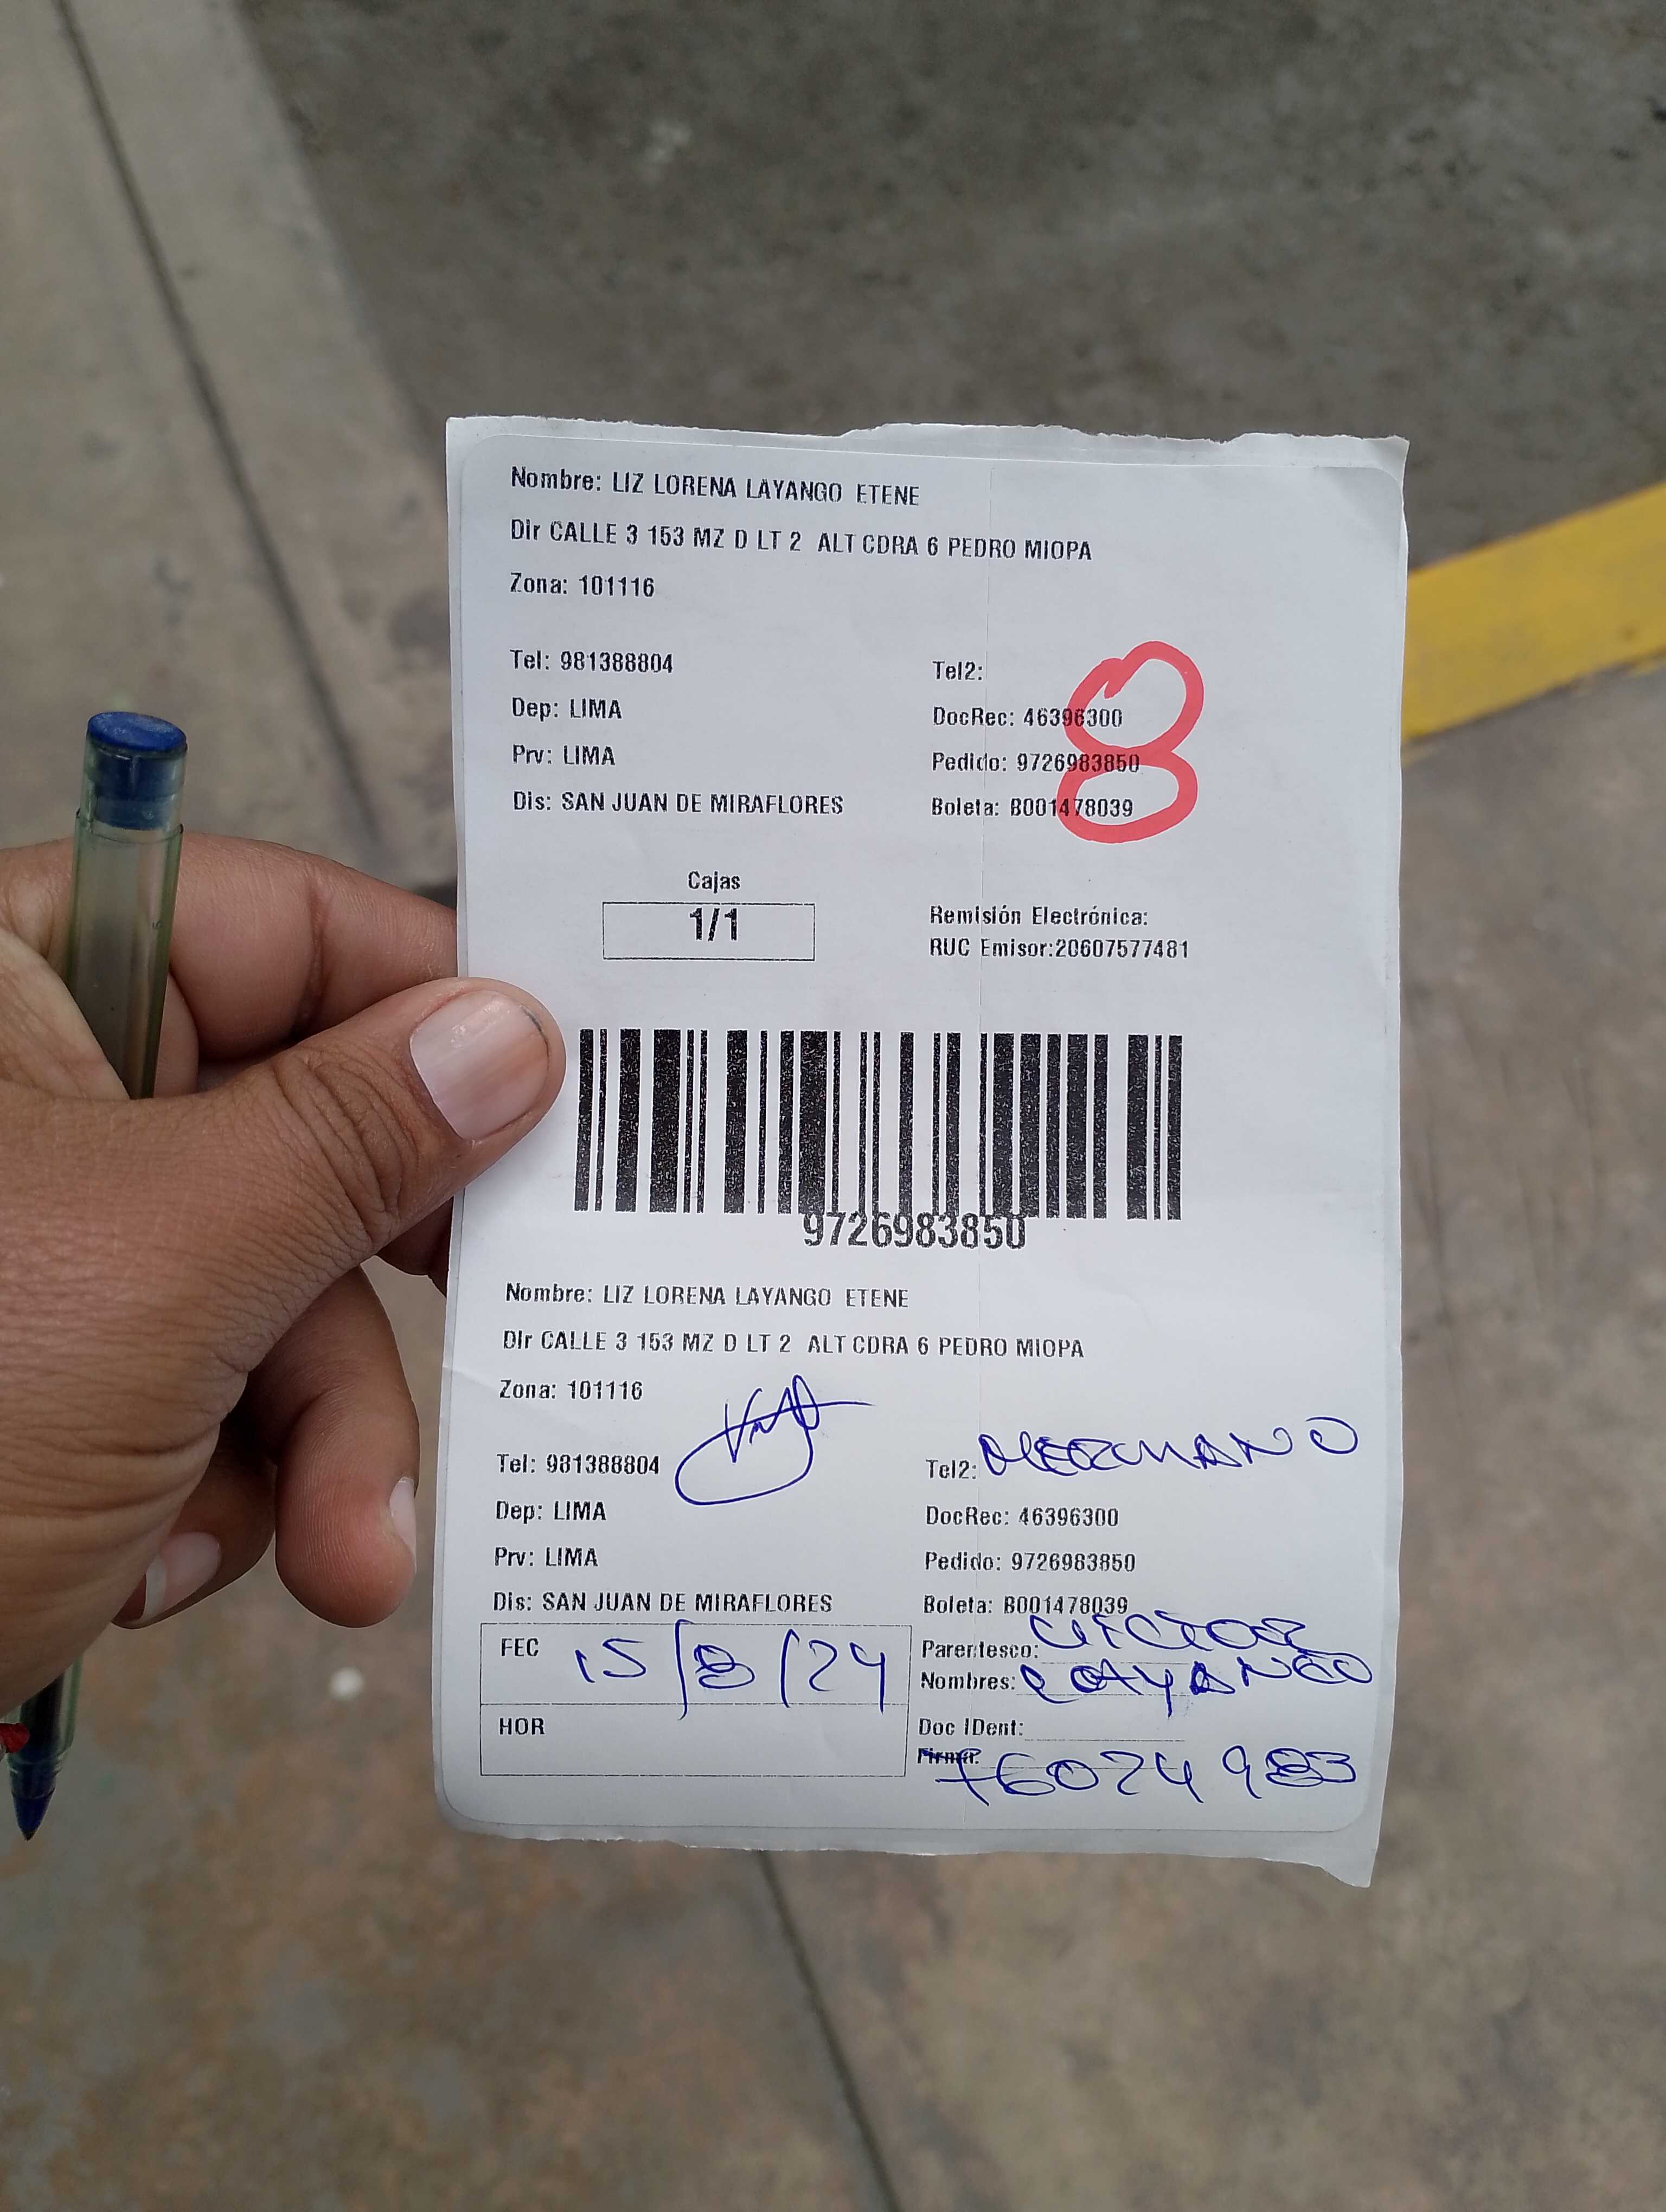 Nombre: LIZ LORENA LAYANGO ETENE
Dir CALLE 3 153 MZ D LT 2 ALT CDRA 6 PEDRO MIOPA
Zona: 101116
Tel: 981388804 Tel2:
Dep: LIMA DocRec: 46396300
Prv: LIMA Pedido: 9726983850
Dis: SAN JUAN DE MIRAFLORES Boleta: B001478039
8
Cajas
1/1
Remisión Electrónica:
RUC Emisor:20607577481
9726983850
Nombre: LIZ LORENA LAYANGO ETENE
Dir CALLE 3 153 MZ D LT 2 ALT CDRA 6 PEDRO MIOPA
Zona: 101116
Tel: 981388804 Tel2: HERMANO
Dep: LIMA DocRec: 46396300
Prv: LIMA Pedido: 9726983850
Dis: SAN JUAN DE MIRAFLORES Boleta: B001478039
FEC 15/8/24
Parentesco: VICTOR
Nombres: LAYANGO
HOR
Doc IDent:
Firma: 76024983